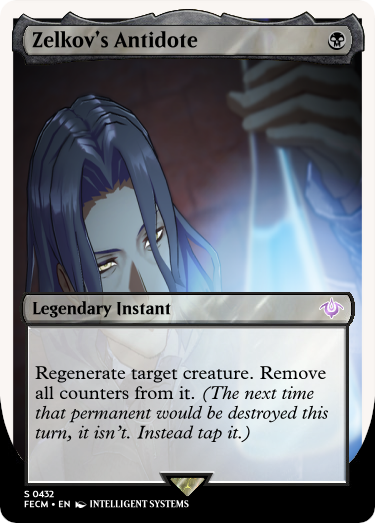 Zelkov's Antidote
Legendary Instant
Regenerate target creature. Remove
all counters from it. (The next time
that permanent would be destroyed this
turn, it isn't. Instead tap it.)
S 0432
FECM • EN INTELLIGENT SYSTEMS